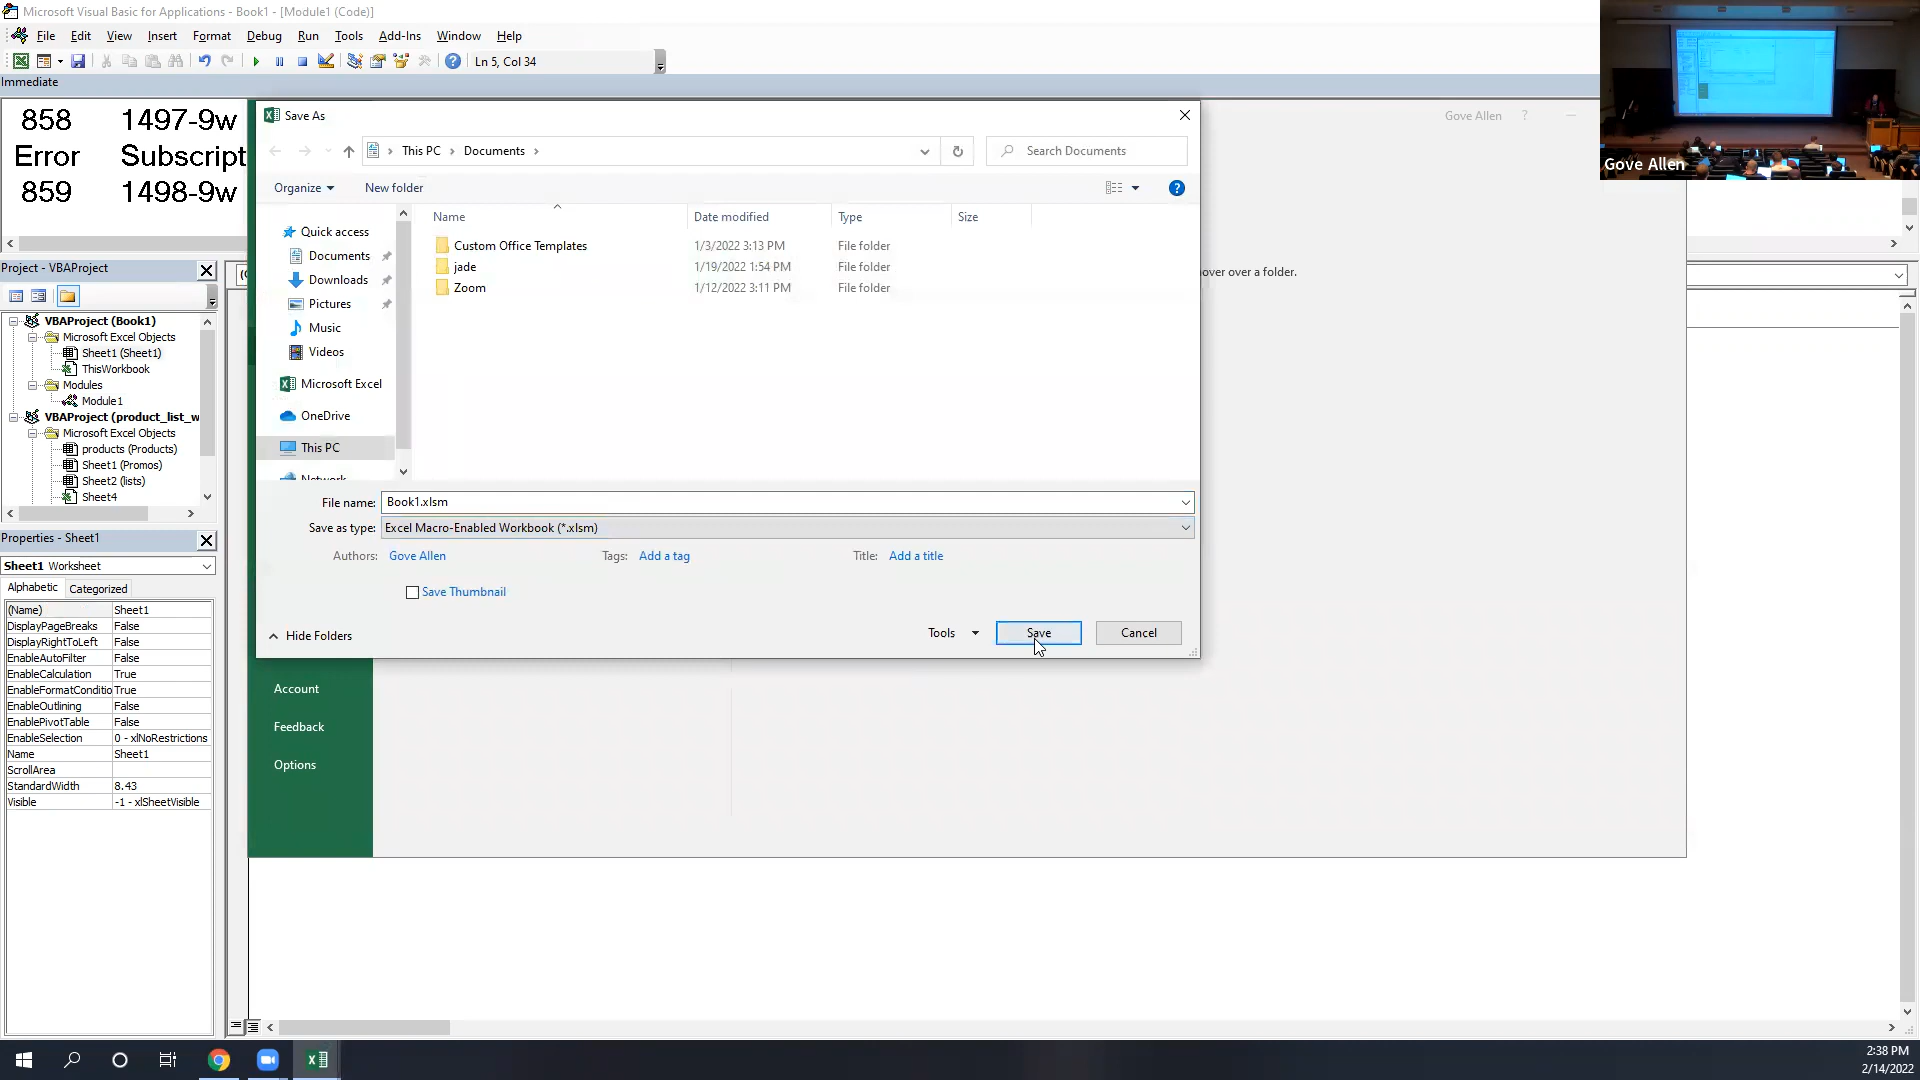 Microsoft Visual Basic for Applications - Book1 - [Module1 (Code)]
File Edit View Insert Format Debug Run Tools Add-Ins Window Help
Ln 5, Col 34
Immediate
858 1497-9w
Error Subscript
859 1498-9w
Save As
This PC > Documents >
Search Documents
Organize New folder
Name Date modified Type Size
Custom Office Templates 1/3/2022 3:13 PM File folder
jade 1/19/2022 1:54 PM File folder
Zoom 1/12/2022 3:11 PM File folder
Quick access
Documents
Downloads
Pictures
Music
Videos
Microsoft Excel
OneDrive
This PC
Network
File name: Book1.xlsm
Save as type: Excel Macro-Enabled Workbook (*.xlsm)
Authors: Gove Allen Tags: Add a tag Title: Add a title
Save Thumbnail
Hide Folders
Tools Save Cancel
Gove Allen ?
Gove Allen
over over a folder.
Account
Feedback
Options
Project - VBAProject
VBAProject (Book1)
Microsoft Excel Objects
Sheet1 (Sheet1)
ThisWorkbook
Modules
Module1
VBAProject (product_list_w
Microsoft Excel Objects
products (Products)
Sheet1 (Promos)
Sheet2 (lists)
Sheet4
Properties - Sheet1
Sheet1 Worksheet
Alphabetic Categorized
(Name) Sheet1
DisplayPageBreaks False
DisplayRightToLeft False
EnableAutoFilter False
EnableCalculation True
EnableFormatConditio True
EnableOutlining False
EnablePivotTable False
EnableSelection 0 - xlNoRestrictions
Name Sheet1
ScrollArea
StandardWidth 8.43
Visible -1 - xlSheetVisible
2:38 PM
2/14/2022